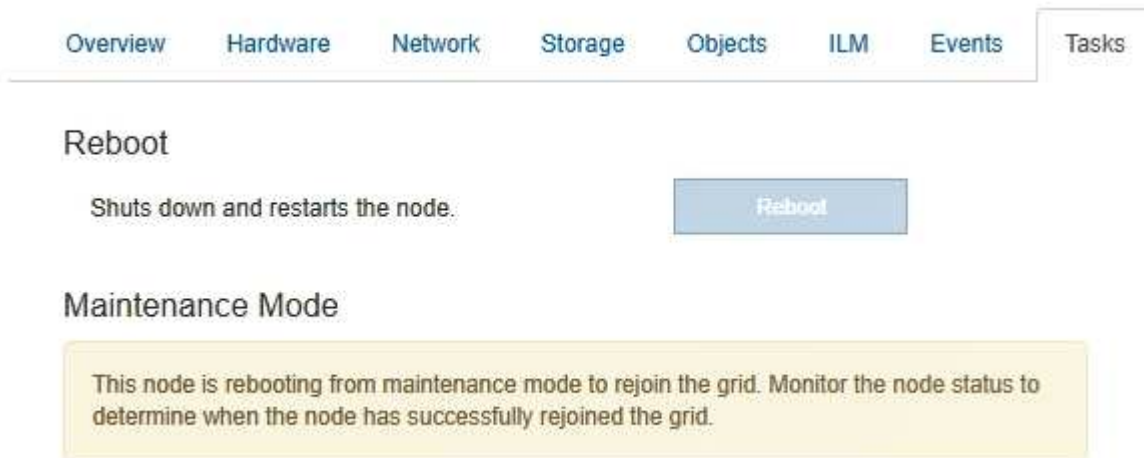 Overview Hardware Network Storage Objects ILM Events Tasks
Reboot
Shuts down and restarts the node. Reboot
Maintenance Mode
This node is rebooting from maintenance mode to rejoin the grid. Monitor the node status to
determine when the node has successfully rejoined the grid.